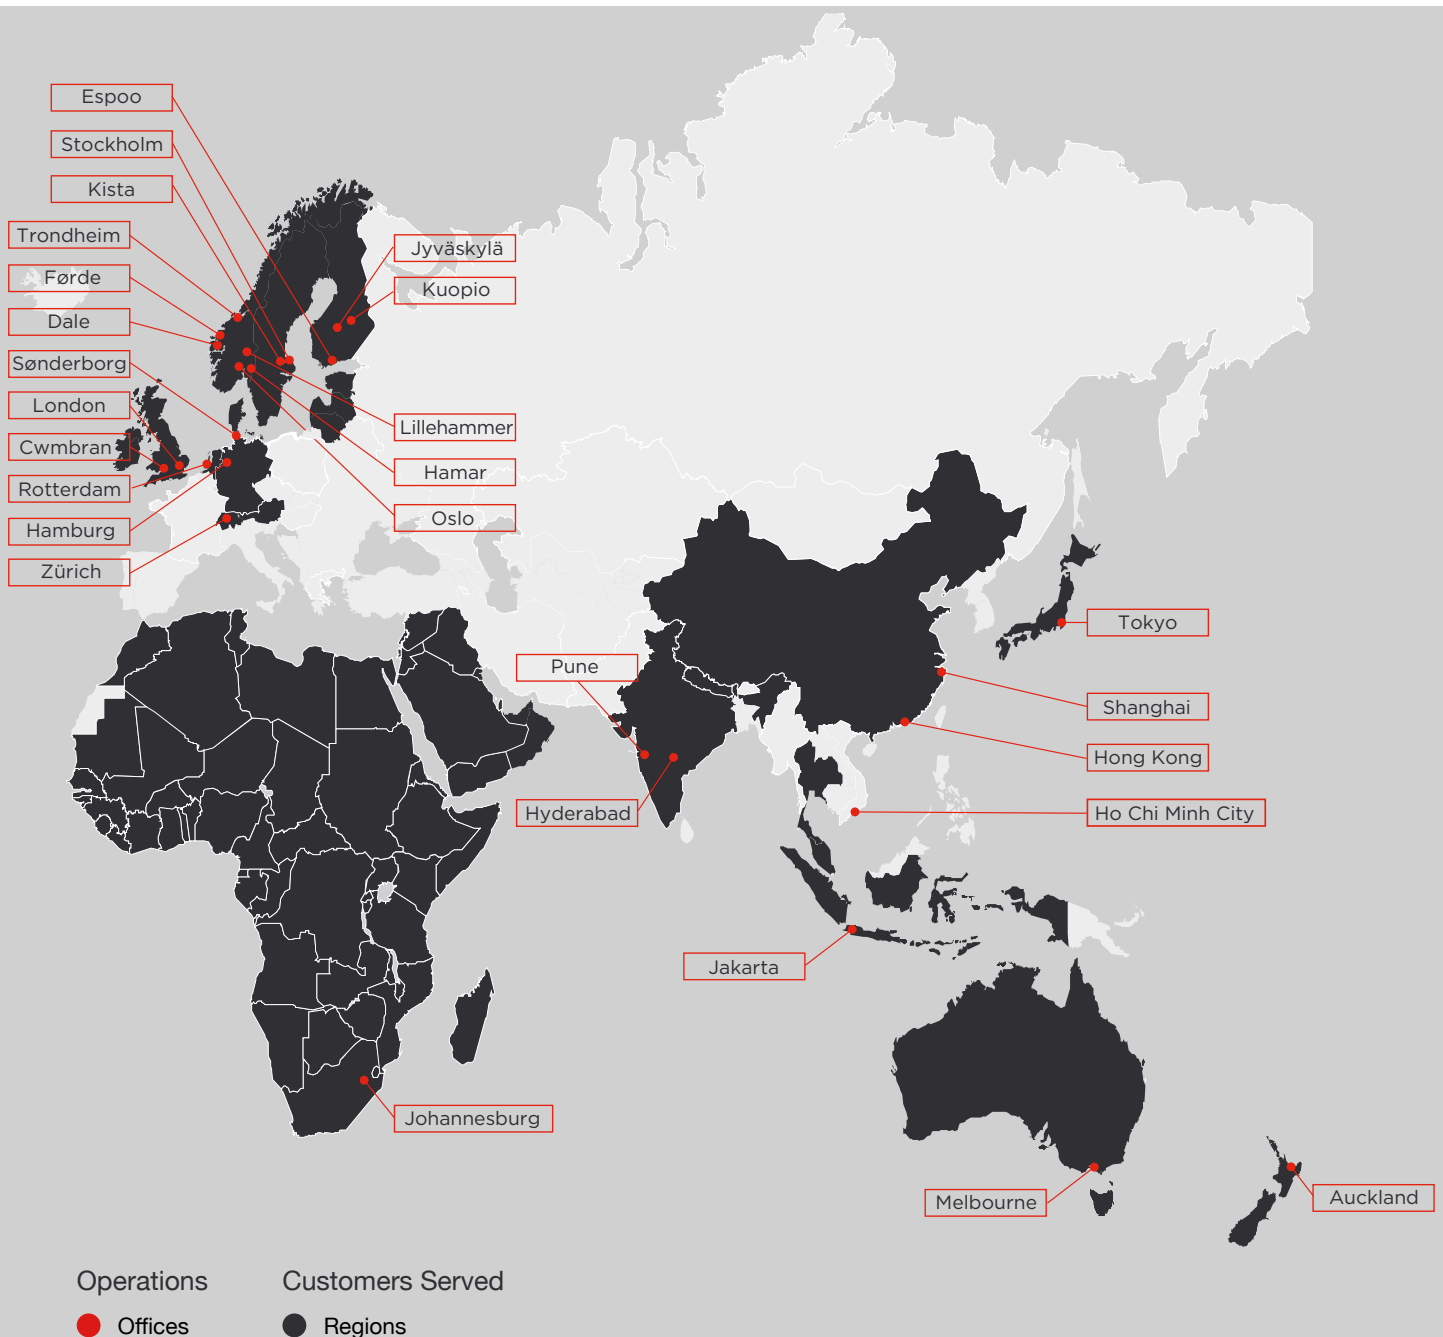 Espoo
Stockholm
Kista
Trondheim
Førde
Dale
Sønderborg
London
Cwmbran
Rotterdam
Hamburg
Zürich
Jyväskylä
Kuopio
Lillehammer
Hamar
Oslo
Pune
Hyderabad
Tokyo
Shanghai
Hong Kong
Ho Chi Minh City
Jakarta
Johannesburg
Melbourne
Auckland
Operations
Offices
Customers Served
Regions